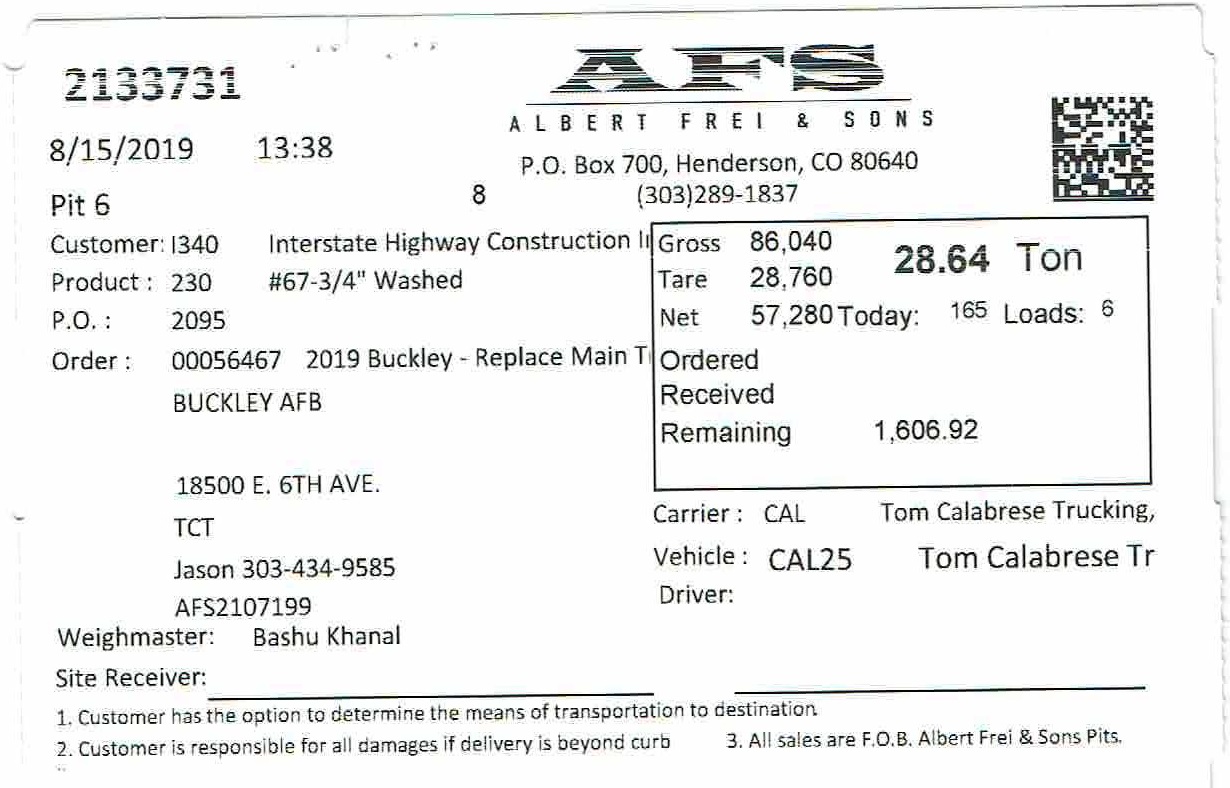 2133731
AFS
ALBERT FREI & SONS
8/15/2019 13:38
P.O. Box 700, Henderson, CO 80640
Pit 6 8 (303)289-1837
Customer: I340 Interstate Highway Construction I
Gross 86,040 28.64 Ton
Product : 230 #67-3/4" Washed
Tare 28,760
P.O. : 2095
Net 57,280 Today: 165 Loads: 6
Order : 00056467 2019 Buckley - Replace Main T
Ordered
BUCKLEY AFB
Received
Remaining 1,606.92
18500 E. 6TH AVE.
Carrier : CAL Tom Calabrese Trucking,
TCT
Vehicle : CAL25 Tom Calabrese Tr
Jason 303-434-9585
Driver:
AFS2107199
Weighmaster: Bashu Khanal
Site Receiver:
1. Customer has the option to determine the means of transportation to destination
2. Customer is responsible for all damages if delivery is beyond curb 3. All sales are F.O.B. Albert Frei & Sons Pits.